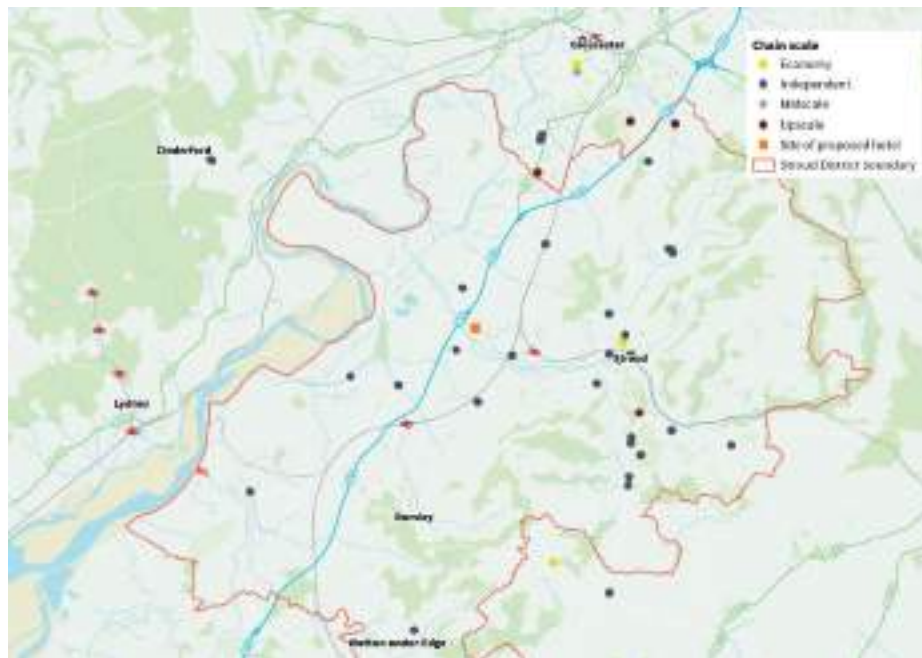 Gloucester
Chain scale
Economy
Independent
Midscale
Upscale
Site of proposed hotel
Stroud District boundary
Cinderford
Stroud
Lydney
Dursley
Wotton under Edge